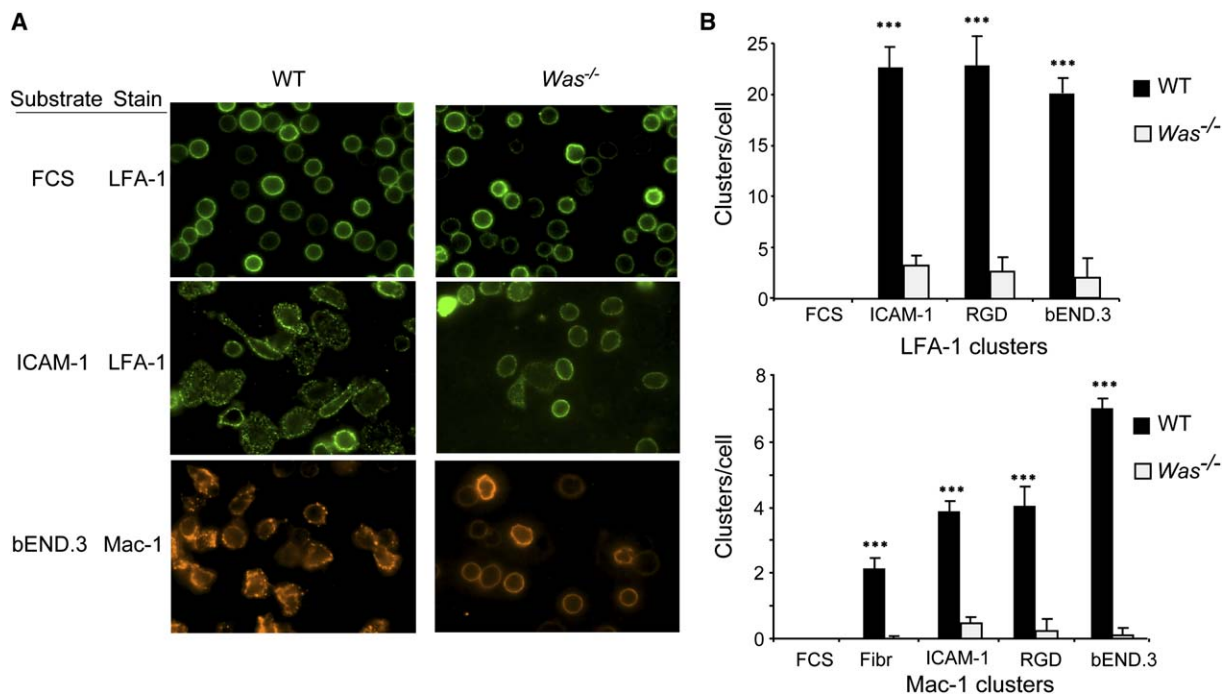 A
WT Was-/-
Substrate Stain
FCS LFA-1
ICAM-1 LFA-1
bEND.3 Mac-1
B
*** *** ***
25
20
15
10
5
0
Clusters/cell
WT
Was-/-
FCS ICAM-1 RGD bEND.3
LFA-1 clusters
*** *** *** ***
8
6
4
2
0
Clusters/cell
WT
Was-/-
FCS Fibr ICAM-1 RGD bEND.3
Mac-1 clusters